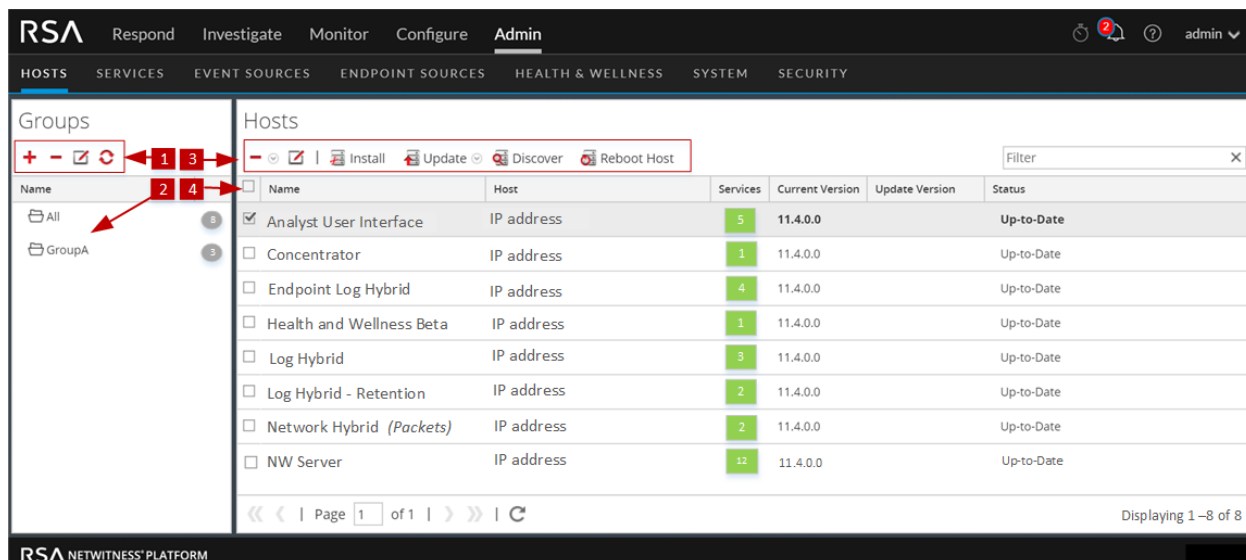 RSA Respond Investigate Monitor Configure Admin 2 admin
HOSTS SERVICES EVENT SOURCES ENDPOINT SOURCES HEALTH & WELLNESS SYSTEM SECURITY
Groups
1
Name
2
All 8
GroupA 3
Hosts
3 Install Update Discover Reboot Host Filter
4 Name Host Services Current Version Update Version Status
Analyst User Interface IP address 5 11.4.0.0 Up-to-Date
Concentrator IP address 1 11.4.0.0 Up-to-Date
Endpoint Log Hybrid IP address 4 11.4.0.0 Up-to-Date
Health and Wellness Beta IP address 1 11.4.0.0 Up-to-Date
Log Hybrid IP address 3 11.4.0.0 Up-to-Date
Log Hybrid - Retention IP address 2 11.4.0.0 Up-to-Date
Network Hybrid (Packets) IP address 2 11.4.0.0 Up-to-Date
NW Server IP address 12 11.4.0.0 Up-to-Date
Page 1 of 1 Displaying 1 –8 of 8
RSA NETWITNESS® PLATFORM